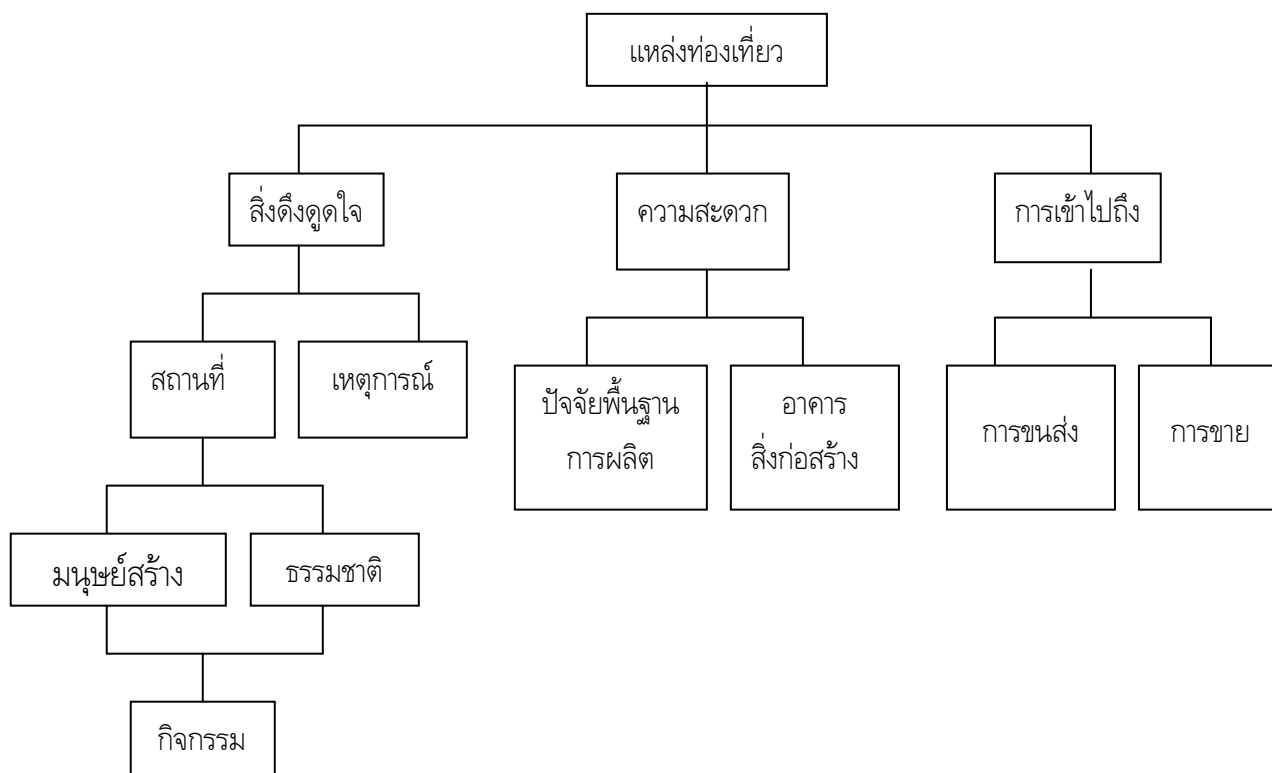 แหล่งท่องเที่ยว
สิ่งดึงดูดใจ
ความสะดวก
การเข้าไปถึง
สถานที่
เหตุการณ์
ปัจจัยพื้นฐาน
การผลิต
อาคาร
สิ่งก่อสร้าง
การขนส่ง
การขาย
มนุษย์สร้าง
ธรรมชาติ
กิจกรรม